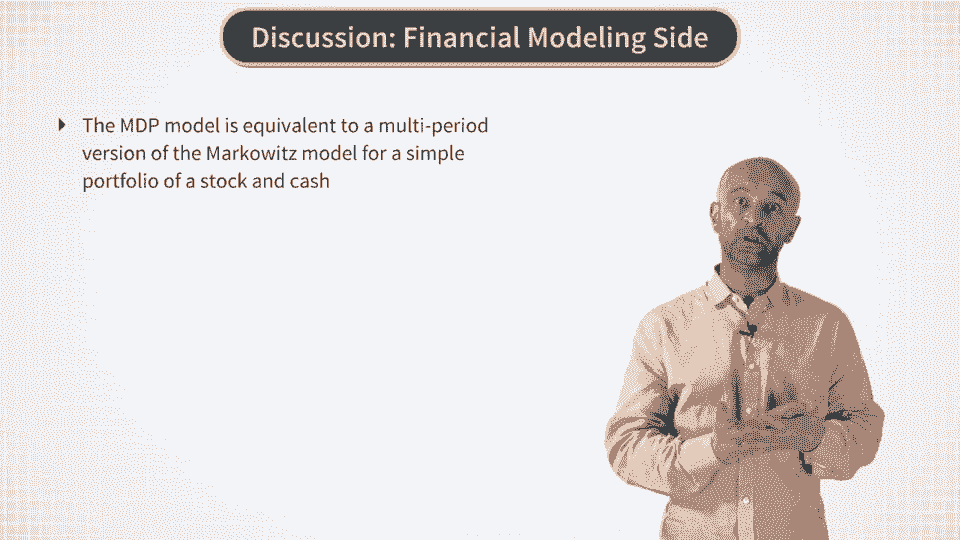 Discussion: Financial Modeling Side
The MDP model is equivalent to a multi-period
version of the Markowitz model for a simple
portfolio of a stock and cash